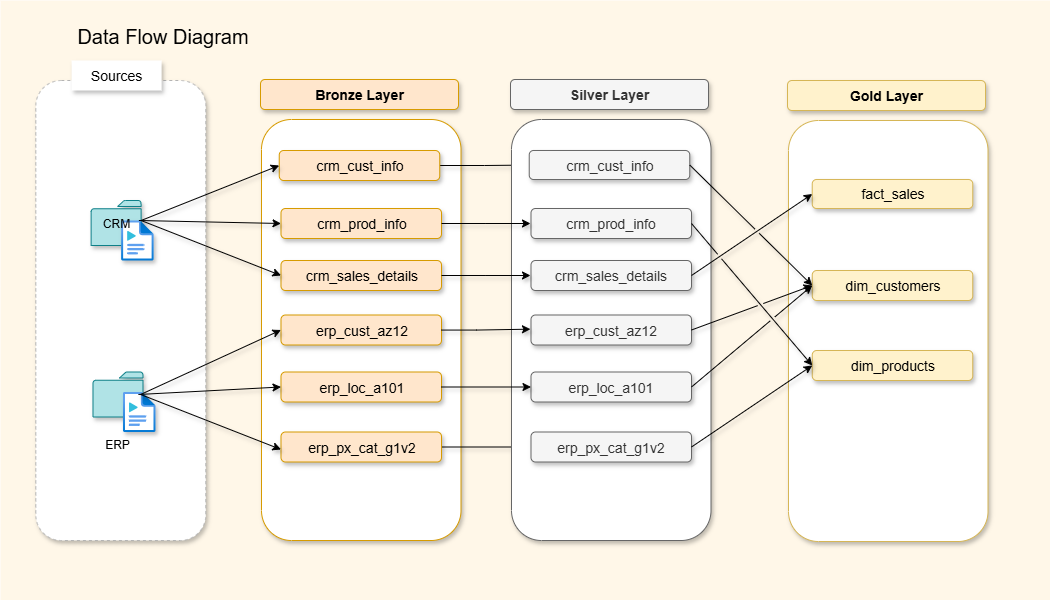 Data Flow Diagram
Sources
CRM
ERP
Bronze Layer
crm_cust_info
crm_prod_info
crm_sales_details
erp_cust_az12
erp_loc_a101
erp_px_cat_g1v2
Silver Layer
crm_cust_info
crm_prod_info
crm_sales_details
erp_cust_az12
erp_loc_a101
erp_px_cat_g1v2
Gold Layer
fact_sales
dim_customers
dim_products